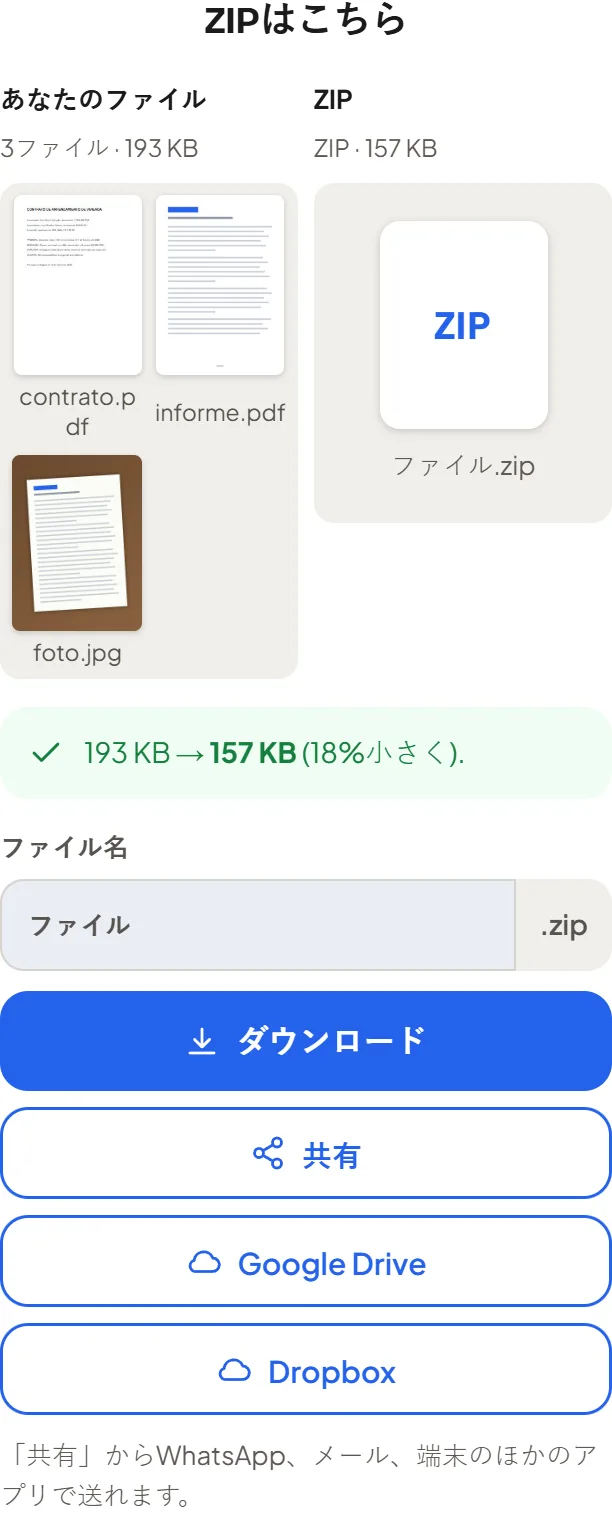 ZIPはこちら
あなたのファイル
3ファイル · 193 KB
CONTRATO DE ARRENDAMIENTO DE VIVIENDA
contrato.p
df
informe.pdf
foto.jpg
ZIP
ZIP · 157 KB
ZIP
ファイル.zip
193 KB → 157 KB (18%小さく).
ファイル名
ファイル
.zip
ダウンロード
共有
Google Drive
Dropbox
「共有」からWhatsApp、メール、端末のほかのア
プリで送れます。